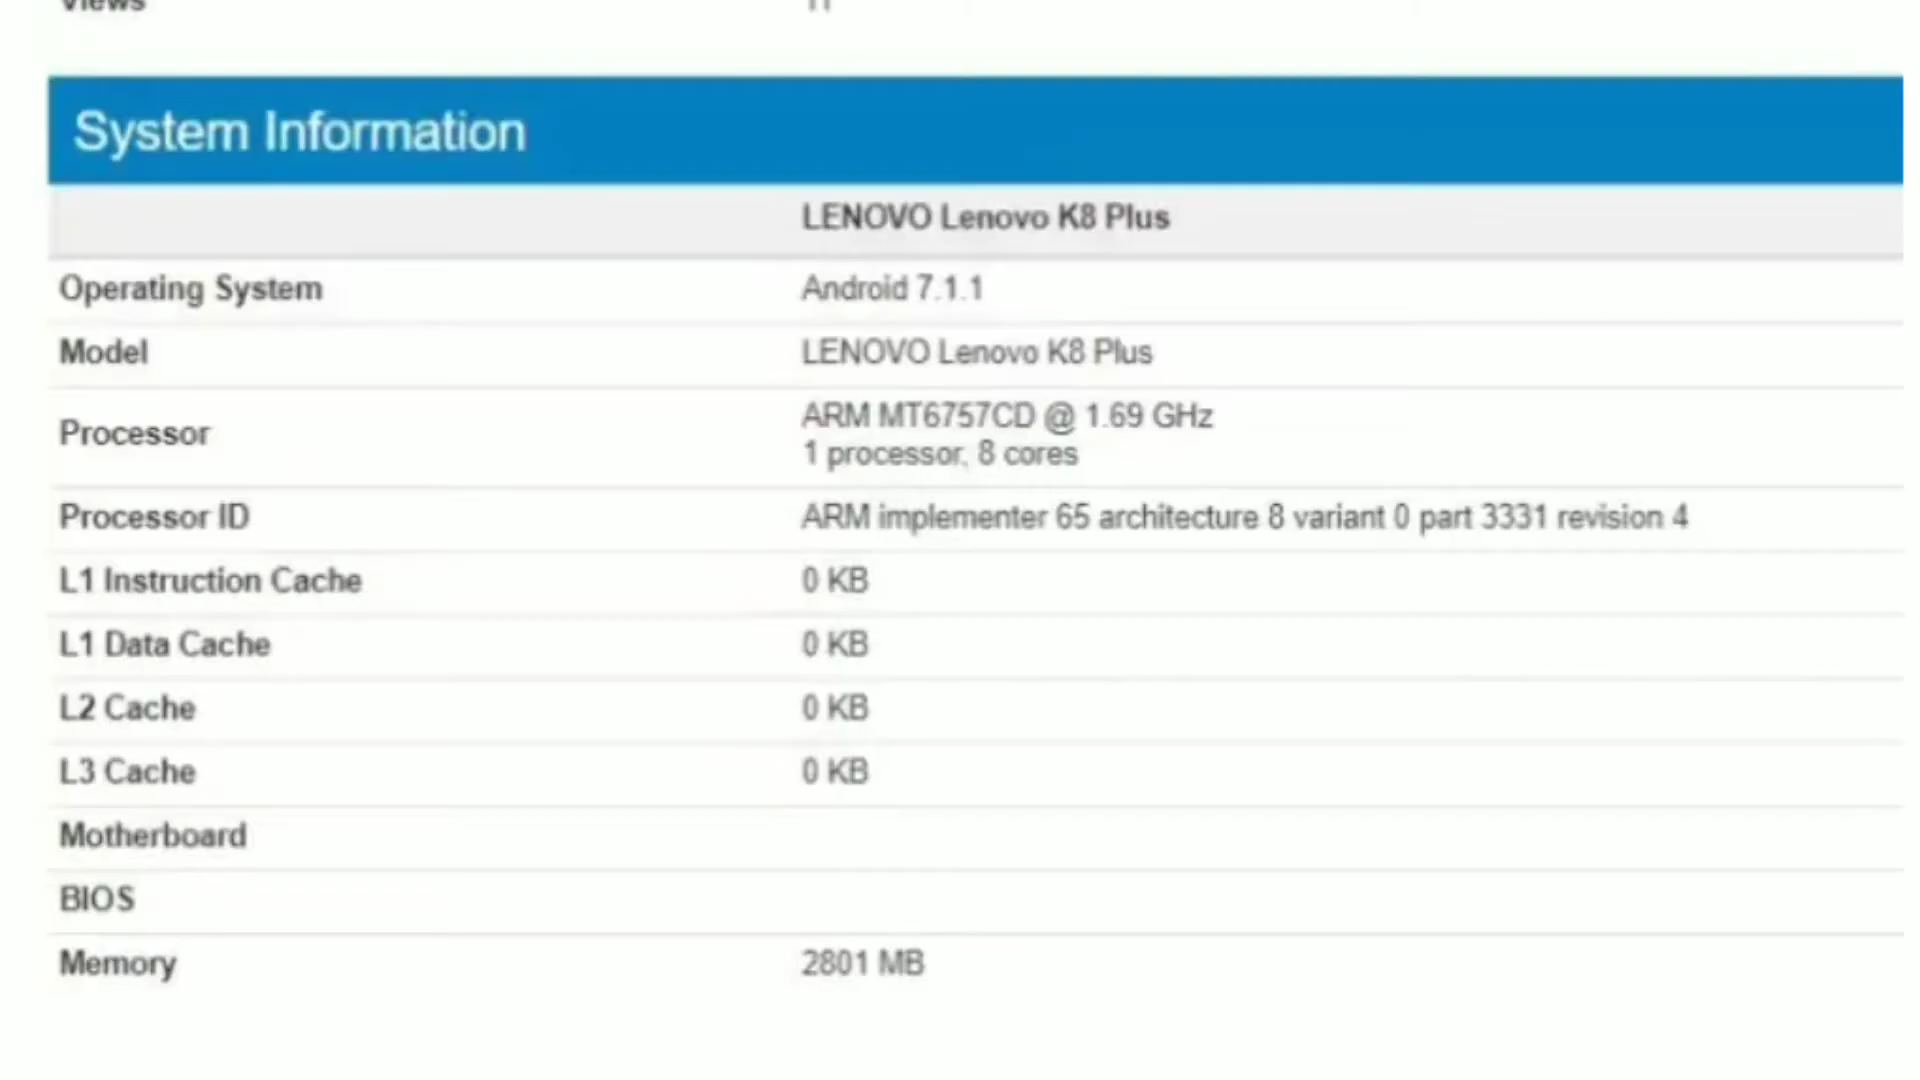 Views
System Information
LENOVO Lenovo K8 Plus
Operating System Android 7.1.1
Model LENOVO Lenovo K8 Plus
Processor ARM MT6757CD @ 1.69 GHz
1 processor, 8 cores
Processor ID ARM implementer 65 architecture 8 variant 0 part 3331 revision 4
L1 Instruction Cache 0 KB
L1 Data Cache 0 KB
L2 Cache 0 KB
L3 Cache 0 KB
Motherboard
BIOS
Memory 2801 MB